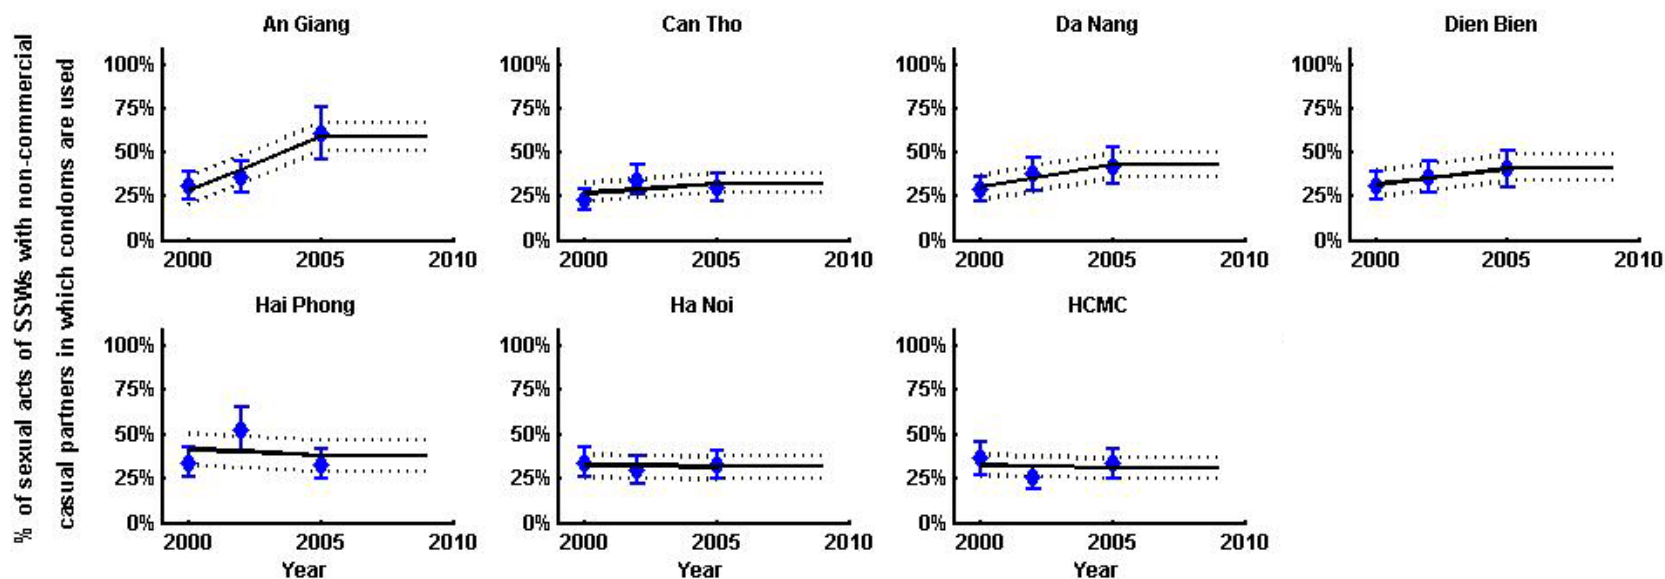 % of sexual acts of SSWs with non-commercial
casual partners in which condoms are used
An Giang
100%
75%
50%
25%
0%
2000 2005 2010
Can Tho
100%
75%
50%
25%
0%
2000 2005 2010
Da Nang
100%
75%
50%
25%
0%
2000 2005 2010
Dien Bien
100%
75%
50%
25%
0%
2000 2005 2010
Hai Phong
100%
75%
50%
25%
0%
2000 2005 2010
Year
Ha Noi
100%
75%
50%
25%
0%
2000 2005 2010
Year
HCMC
100%
75%
50%
25%
0%
2000 2005 2010
Year